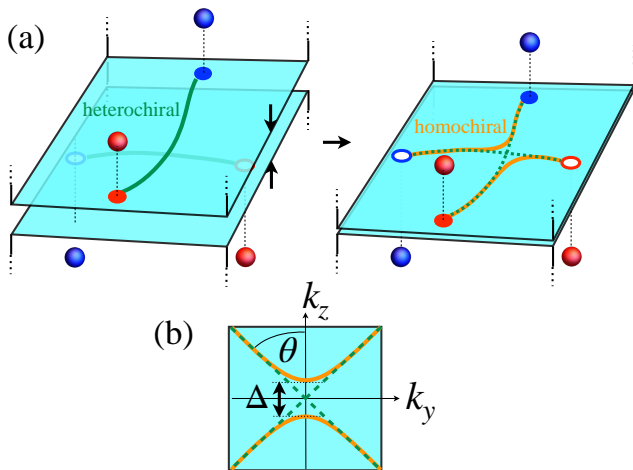 (a)
heterochiral
homochiral
(b)
k_z
θ
Δ
k_y